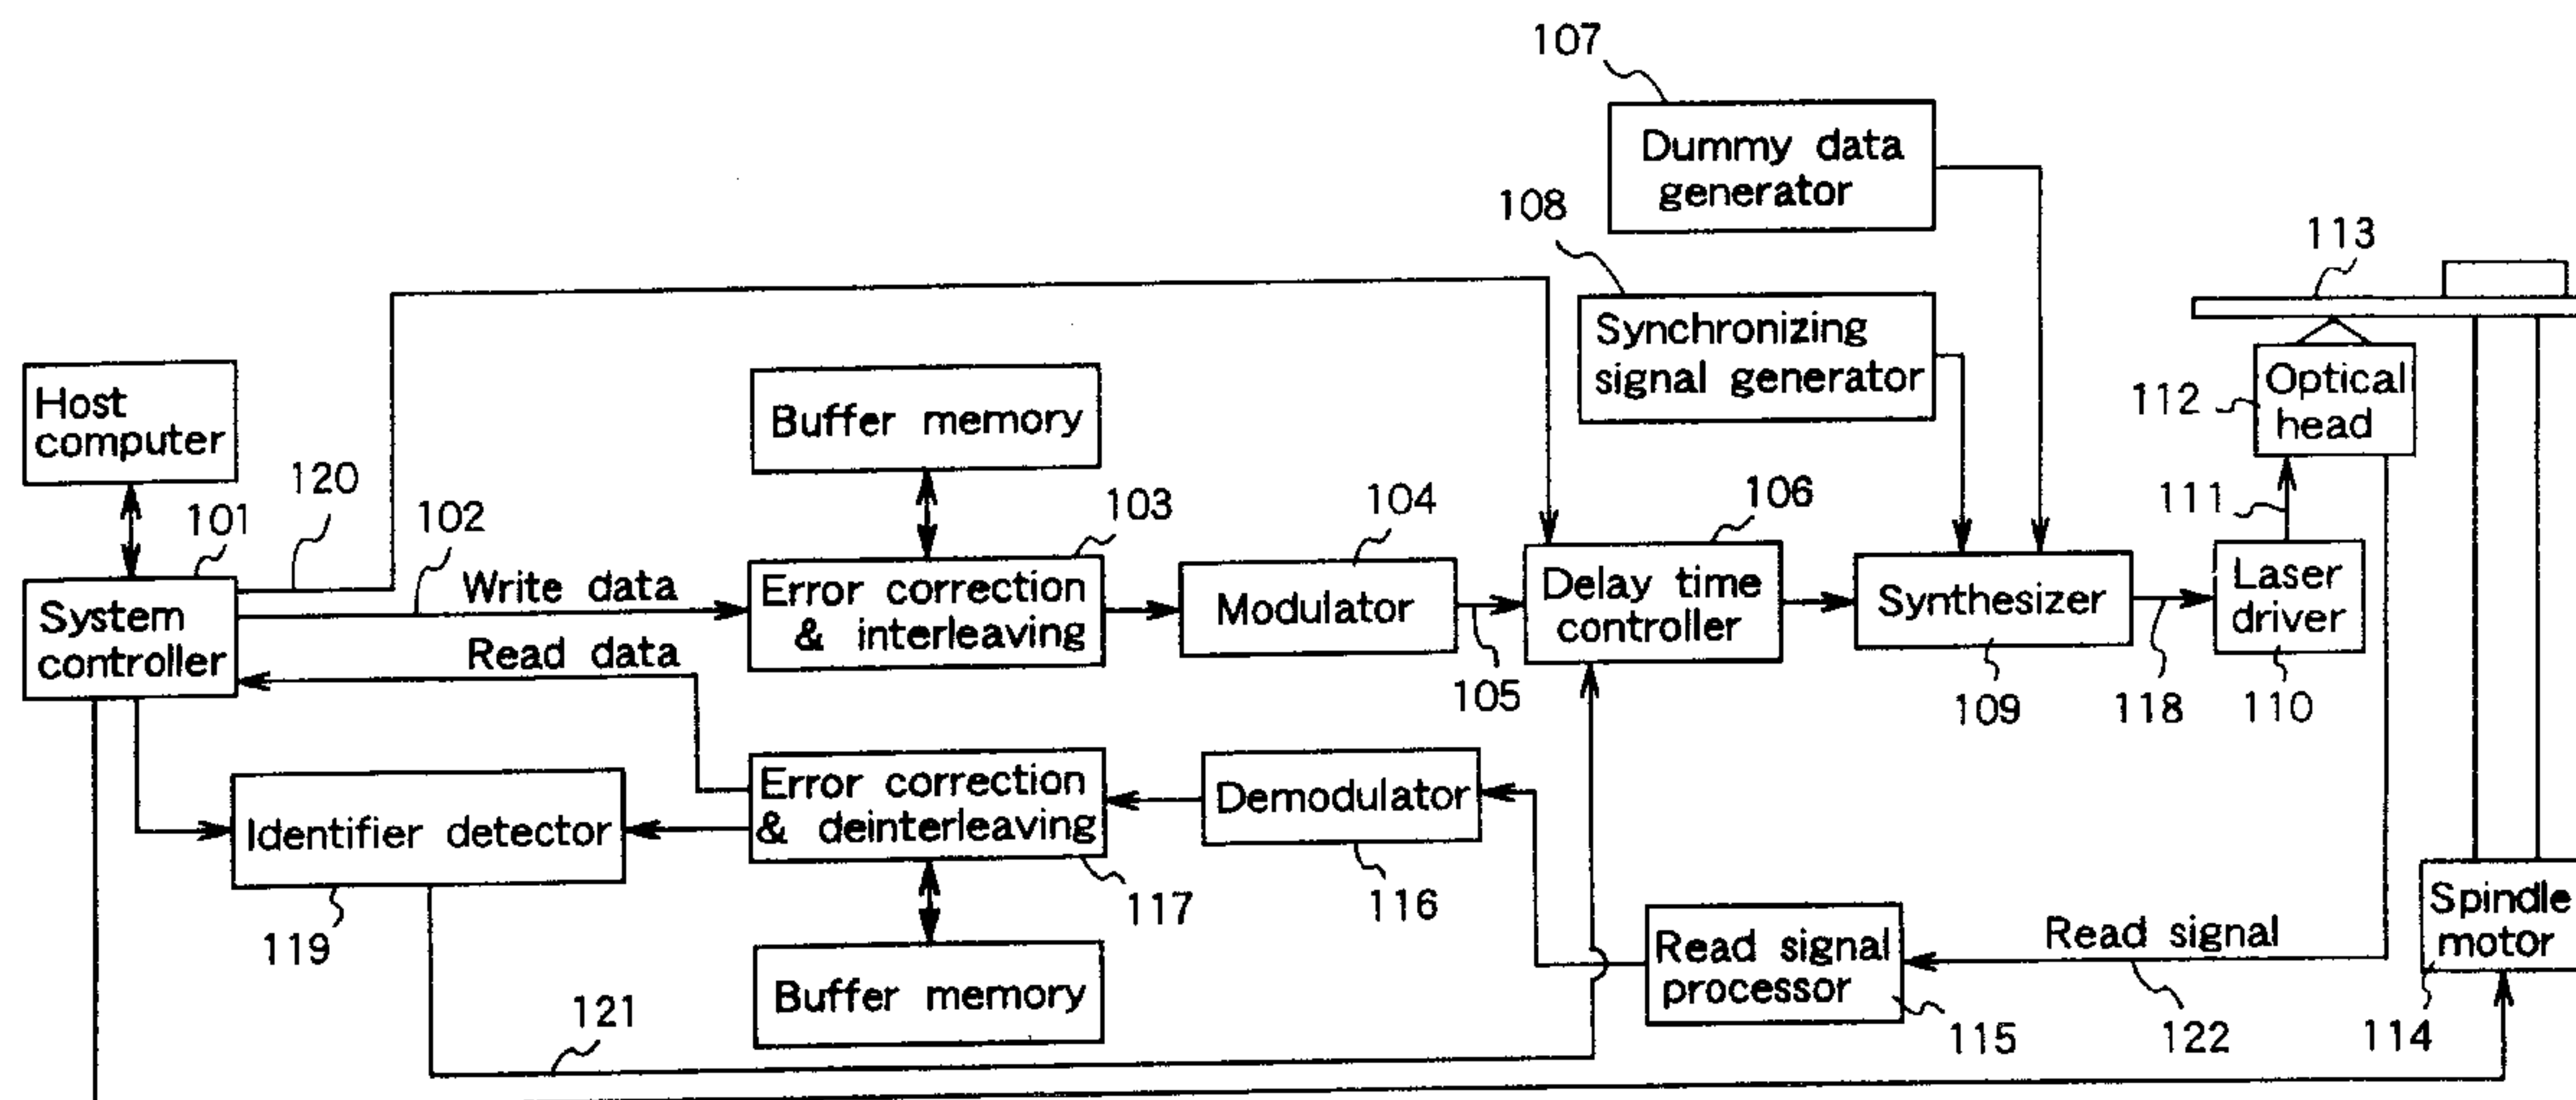 107
Dummy data
generator
108
113
Synchronizing
signal generator
Host
computer
Buffer memory
112
Optical
head
120
101
102
103
104
106
111
System
controller
Write data
Read data
Error correction
& interleaving
Modulator
105
Delay time
controller
Synthesizer
109
118
Laser
driver
110
Identifier detector
119
Error correction
& deinterleaving
117
Demodulator
116
Buffer memory
121
Read signal
processor
115
Read signal
122
Spindle
motor
114